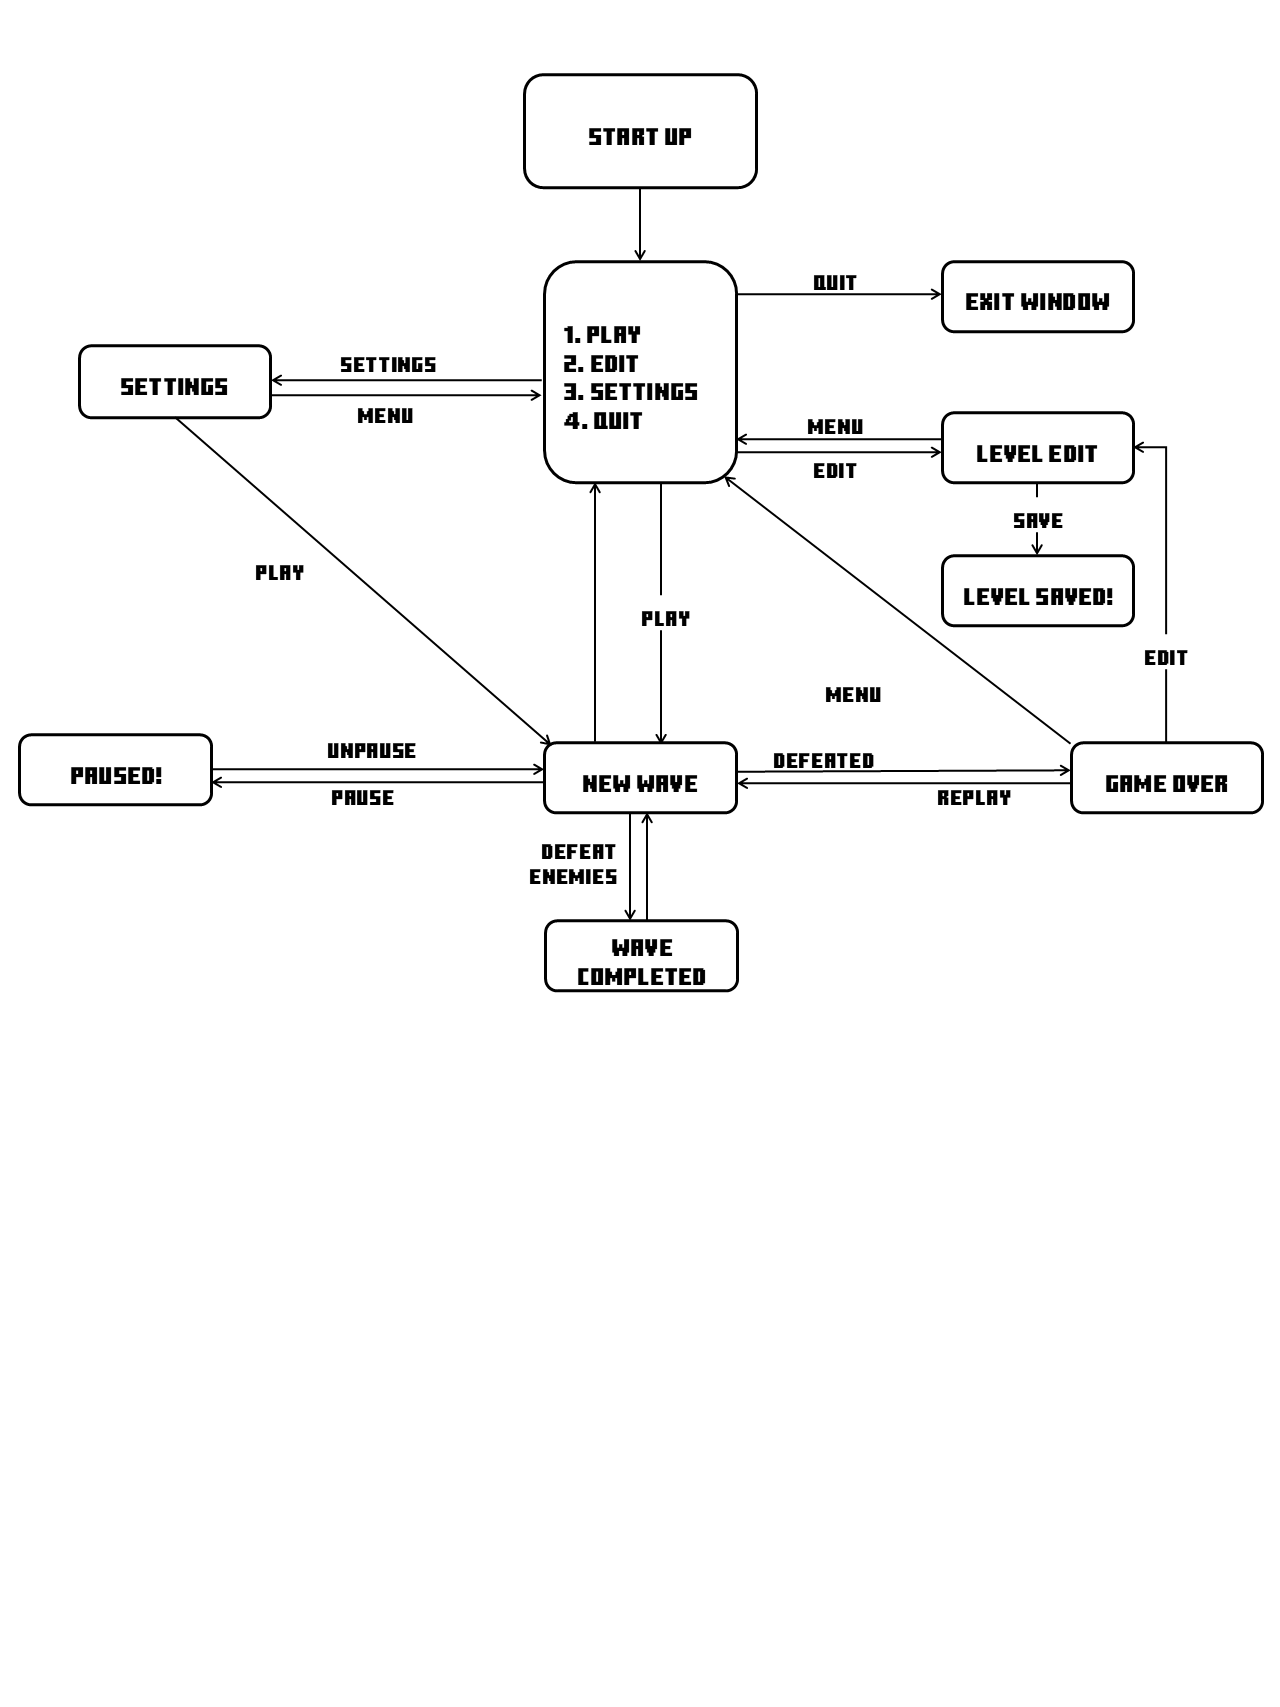 START UP
QUIT
EXIT WINDOW
1. PLAY
2. EDIT
3. SETTINGS
4. QUIT
SETTINGS
SETTINGS
MENU
MENU
EDIT
LEVEL EDIT
SAVE
LEVEL SAVED!
PLAY
PLAY
EDIT
MENU
PAUSED!
UNPAUSE
PAUSE
NEW WAVE
DEFEATED
REPLAY
GAME OVER
DEFEAT
ENEMIES
WAVE
COMPLETED